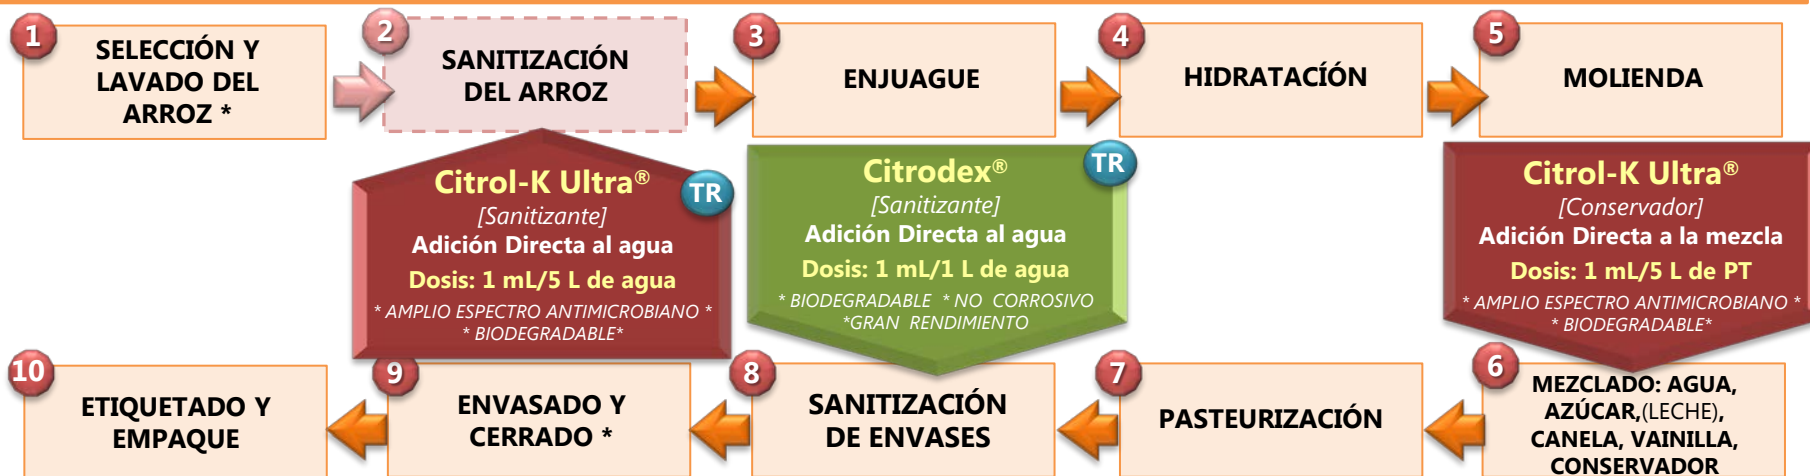 1
SELECCIÓN Y
LAVADO DEL
ARROZ *
2
SANITIZACIÓN
DEL ARROZ
3
ENJUAGUE
4
HIDRATACÍÓN
5
MOLIENDA
Citrol-K Ultra®
TR
[Sanitizante]
Adición Directa al agua
Dosis: 1 mL/5 L de agua
* AMPLIO ESPECTRO ANTIMICROBIANO *
* BIODEGRADABLE*
Citrodex®
TR
[Sanitizante]
Adición Directa al agua
Dosis: 1 mL/1 L de agua
* BIODEGRADABLE * NO CORROSIVO
*GRAN RENDIMIENTO
Citrol-K Ultra®
[Conservador]
Adición Directa a la mezcla
Dosis: 1 mL/5 L de PT
* AMPLIO ESPECTRO ANTIMICROBIANO *
* BIODEGRADABLE*
6
MEZCLADO: AGUA,
AZÚCAR,(LECHE),
CANELA, VAINILLA,
CONSERVADOR
7
PASTEURIZACIÓN
8
SANITIZACIÓN
DE ENVASES
9
ENVASADO Y
CERRADO *
10
ETIQUETADO Y
EMPAQUE